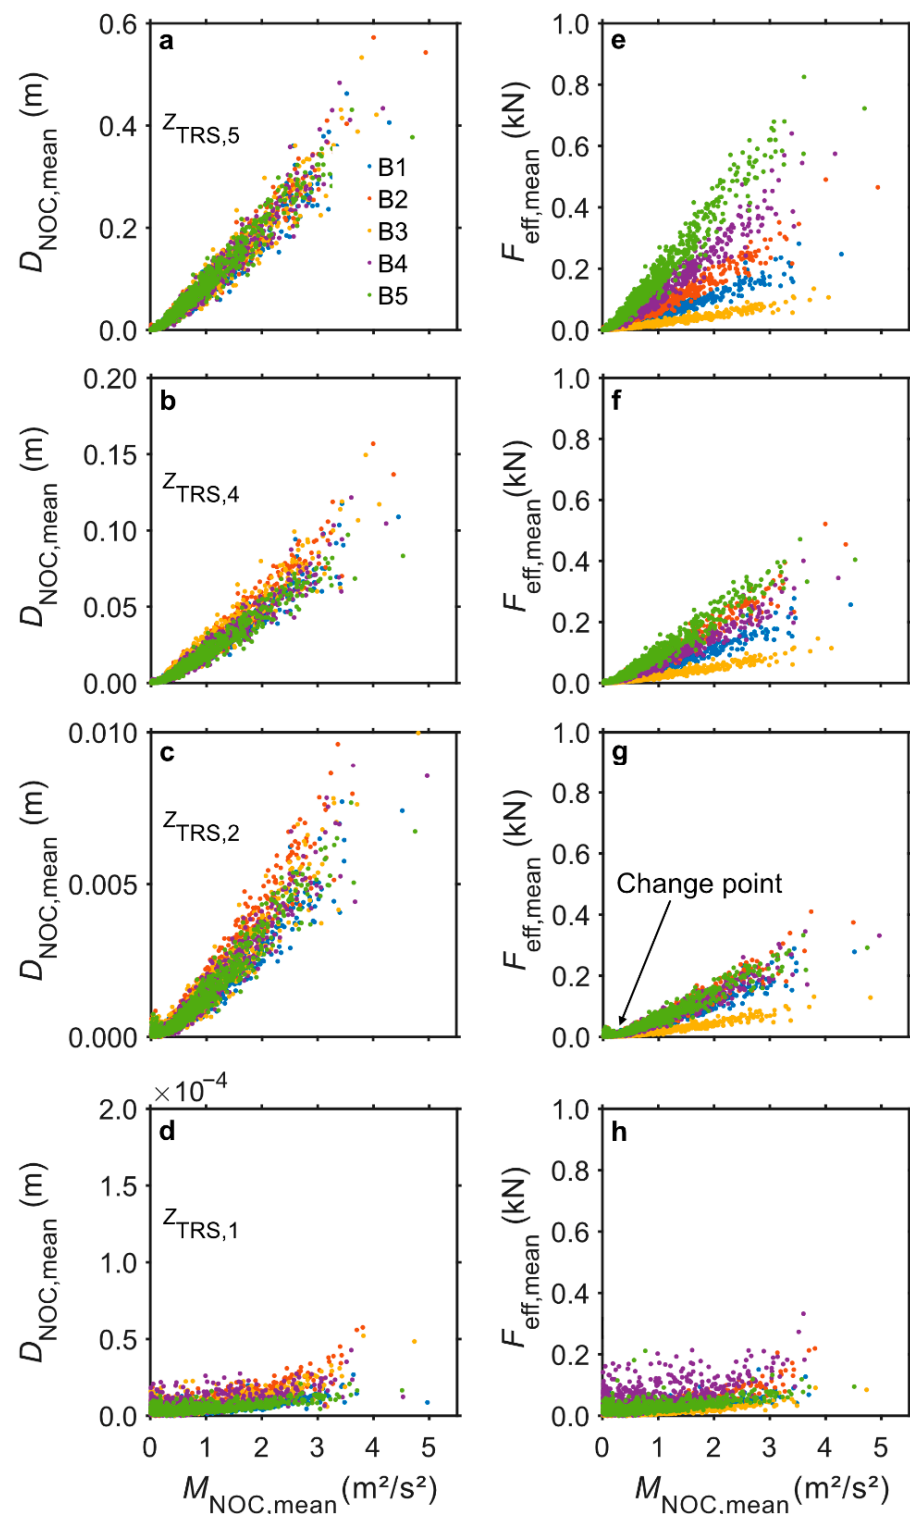 a
D_NOC,mean (m)
0.6
0.4
0.2
0.0
z_TRS,5
B1
B2
B3
B4
B5
e
F_eff,mean (kN)
1.0
0.8
0.6
0.4
0.2
0.0
b
D_NOC,mean (m)
0.20
0.15
0.10
0.05
0.00
z_TRS,4
f
F_eff,mean(kN)
1.0
0.8
0.6
0.4
0.2
0.0
c
D_NOC,mean (m)
0.010
0.005
0.000
z_TRS,2
g
F_eff,mean (kN)
1.0
0.8
0.6
0.4
0.2
0.0
Change point
×10⁻⁴
d
D_NOC,mean (m)
2.0
1.5
1.0
0.5
0.0
z_TRS,1
0 1 2 3 4 5
M_NOC,mean (m²/s²)
h
F_eff,mean (kN)
1.0
0.8
0.6
0.4
0.2
0.0
0 1 2 3 4 5
M_NOC,mean (m²/s²)